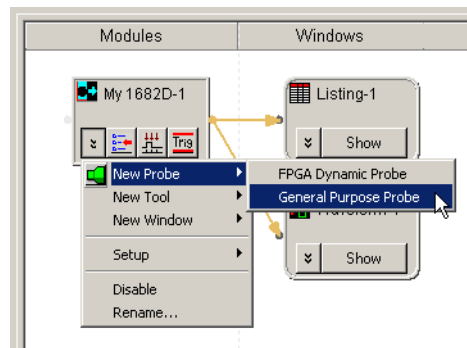 Modules Windows
My 1682D-1 Listing-1
Trig Show
New Probe FPGA Dynamic Probe
New Tool General Purpose Probe
New Window
Setup Show
Disable
Rename...